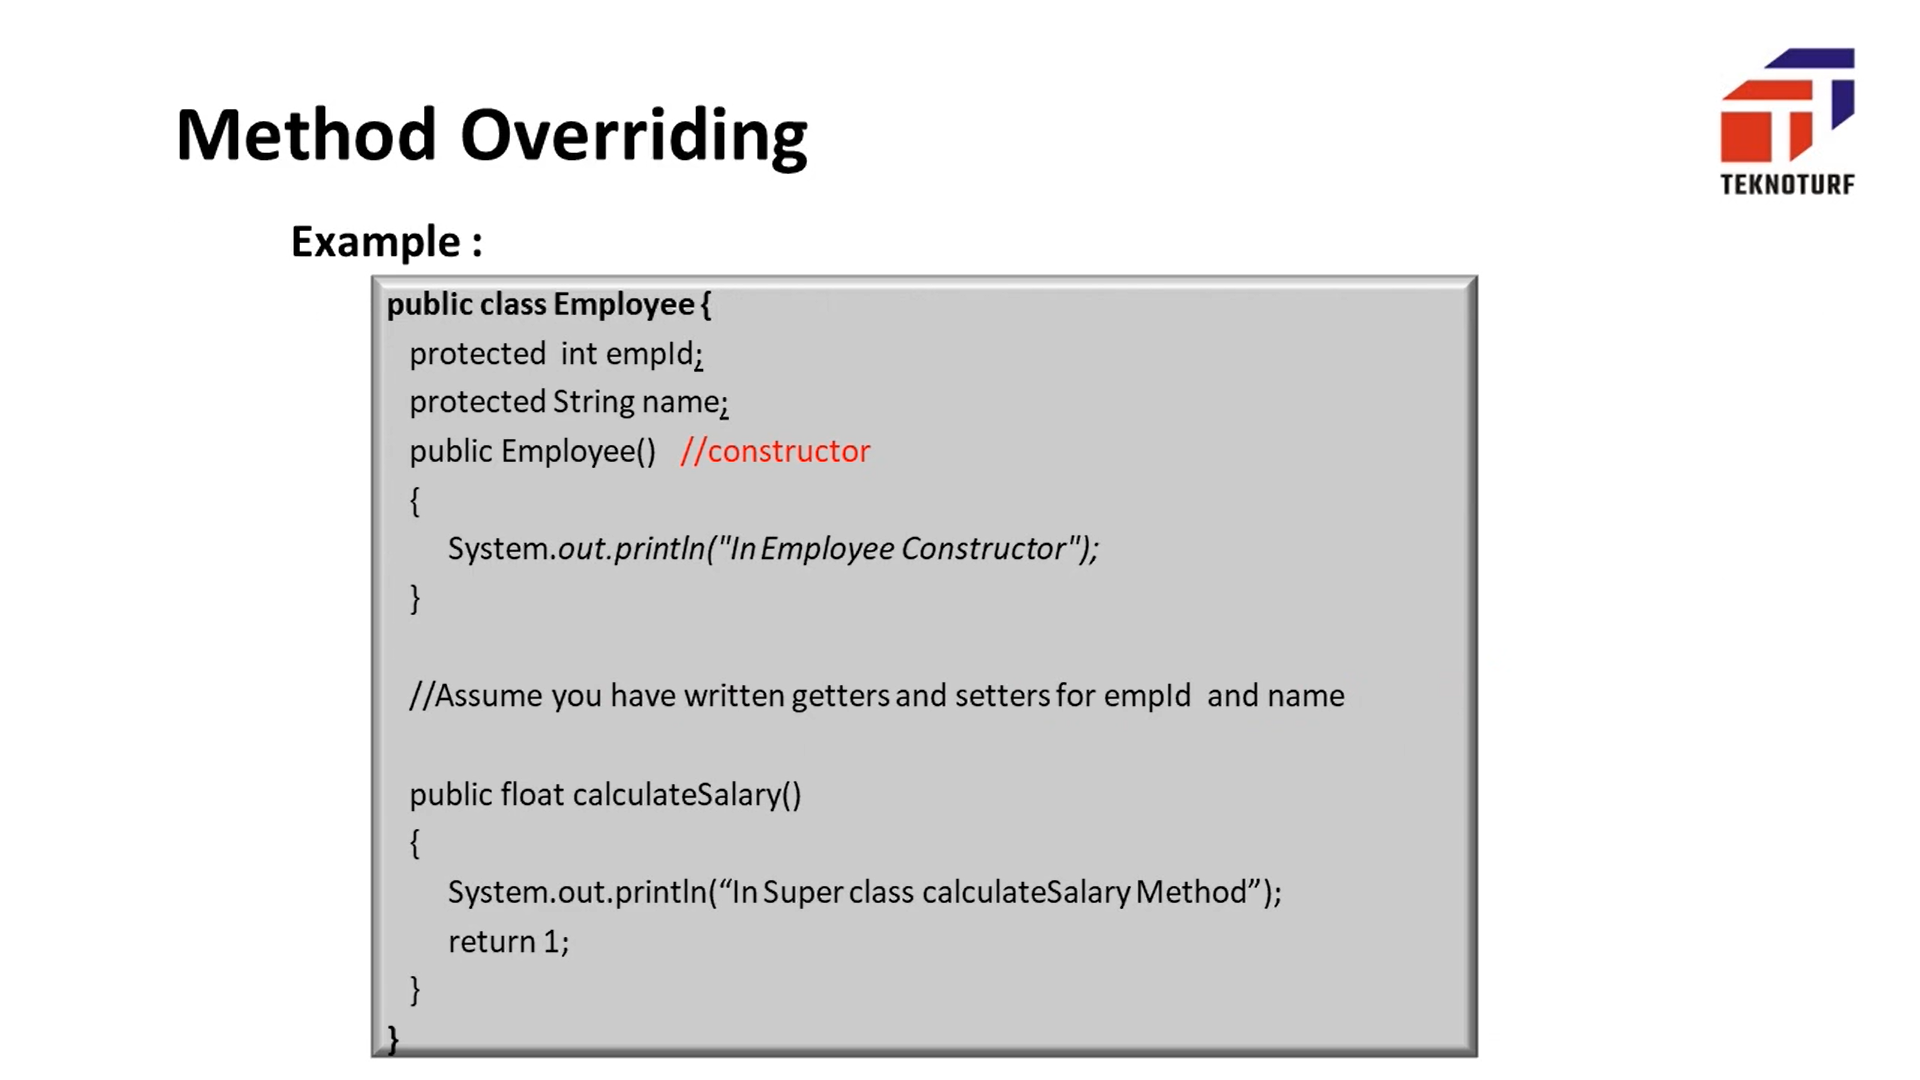 Method Overriding
TEKNOTURF
Example :
public class Employee {
protected int empId;
protected String name;
public Employee() //constructor
{
System.out.println("In Employee Constructor");
}
//Assume you have written getters and setters for empId and name
public float calculateSalary()
{
System.out.println(“In Super class calculateSalary Method”);
return 1;
}
}